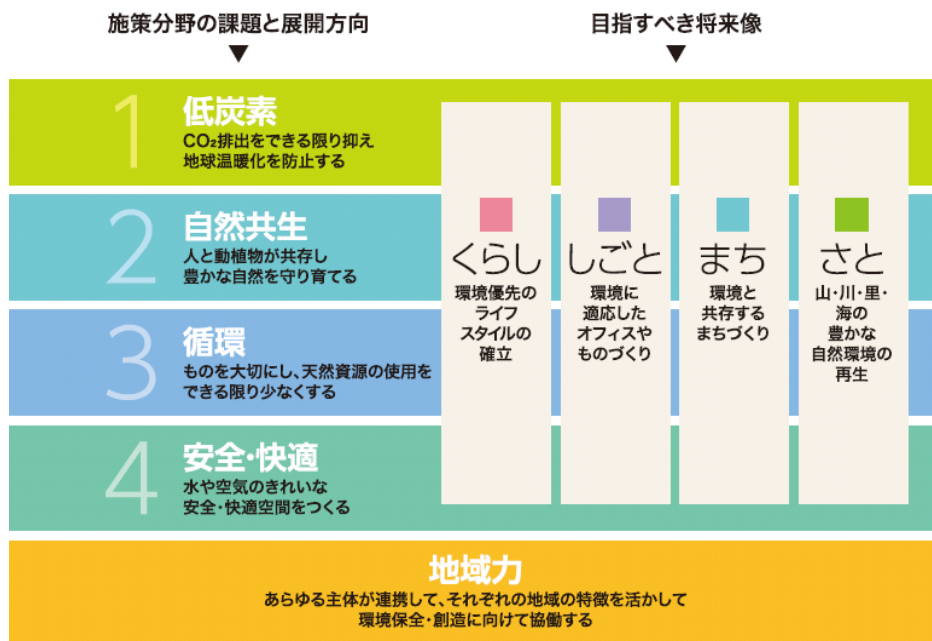 施策分野の課題と展開方向
▼
目指すべき将来像
▼
1
低炭素
CO₂排出をできる限り抑え
地球温暖化を防止する
2
自然共生
人と動植物が共存し
豊かな自然を守り育てる
3
循環
ものを大切にし、天然資源の使用を
できる限り少なくする
4
安全・快適
水や空気のきれいな
安全・快適空間をつくる
くらし
環境優先の
ライフ
スタイルの
確立
しごと
環境に
適応した
オフィスや
ものづくり
まち
環境と
共存する
まちづくり
さと
山・川・里・
海の
豊かな
自然環境の
再生
地域力
あらゆる主体が連携して、それぞれの地域の特徴を活かして
環境保全・創造に向けて協働する